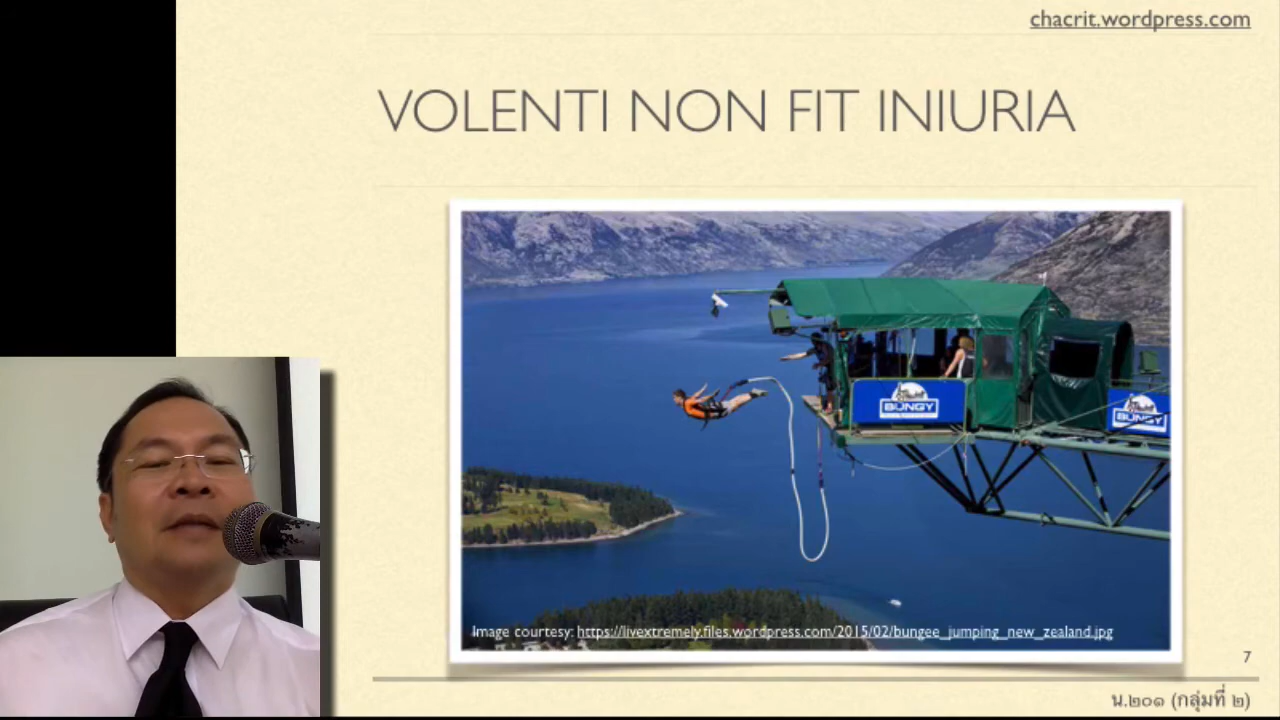 chacrit.wordpress.com
VOLENTI NON FIT INIURIA
BUNGY
BUNGY
Image courtesy: https://livextremely.files.wordpress.com/2015/02/bungee_jumping_new_zealand.jpg
7
น.๒๐๑ (กลุ่มที่ ๒)